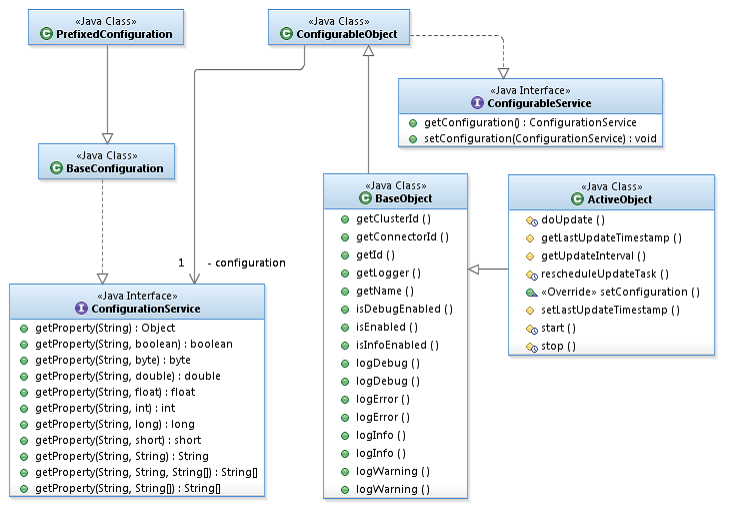 «Java Class»
PrefixedConfiguration
«Java Class»
ConfigurableObject
«Java Interface»
ConfigurableService
getConfiguration() : ConfigurationService
setConfiguration(ConfigurationService) : void
«Java Class»
BaseConfiguration
1
- configuration
«Java Interface»
ConfigurationService
getProperty(String) : Object
getProperty(String, boolean) : boolean
getProperty(String, byte) : byte
getProperty(String, double) : double
getProperty(String, float) : float
getProperty(String, int) : int
getProperty(String, long) : long
getProperty(String, short) : short
getProperty(String, String) : String
getProperty(String, String, String[]) : String[]
getProperty(String, String[]) : String[]
«Java Class»
BaseObject
getClusterId ( )
getConnectorId ( )
getId ( )
getLogger ( )
getName ( )
isDebugEnabled ( )
isEnabled ( )
isInfoEnabled ( )
logDebug ( )
logDebug ( )
logError ( )
logError ( )
logInfo ( )
logInfo ( )
logWarning ( )
logWarning ( )
«Java Class»
ActiveObject
doUpdate ( )
getLastUpdateTimestamp ( )
getUpdateInterval ( )
rescheduleUpdateTask ( )
«Override» setConfiguration ( )
setLastUpdateTimestamp ( )
start ( )
stop ( )